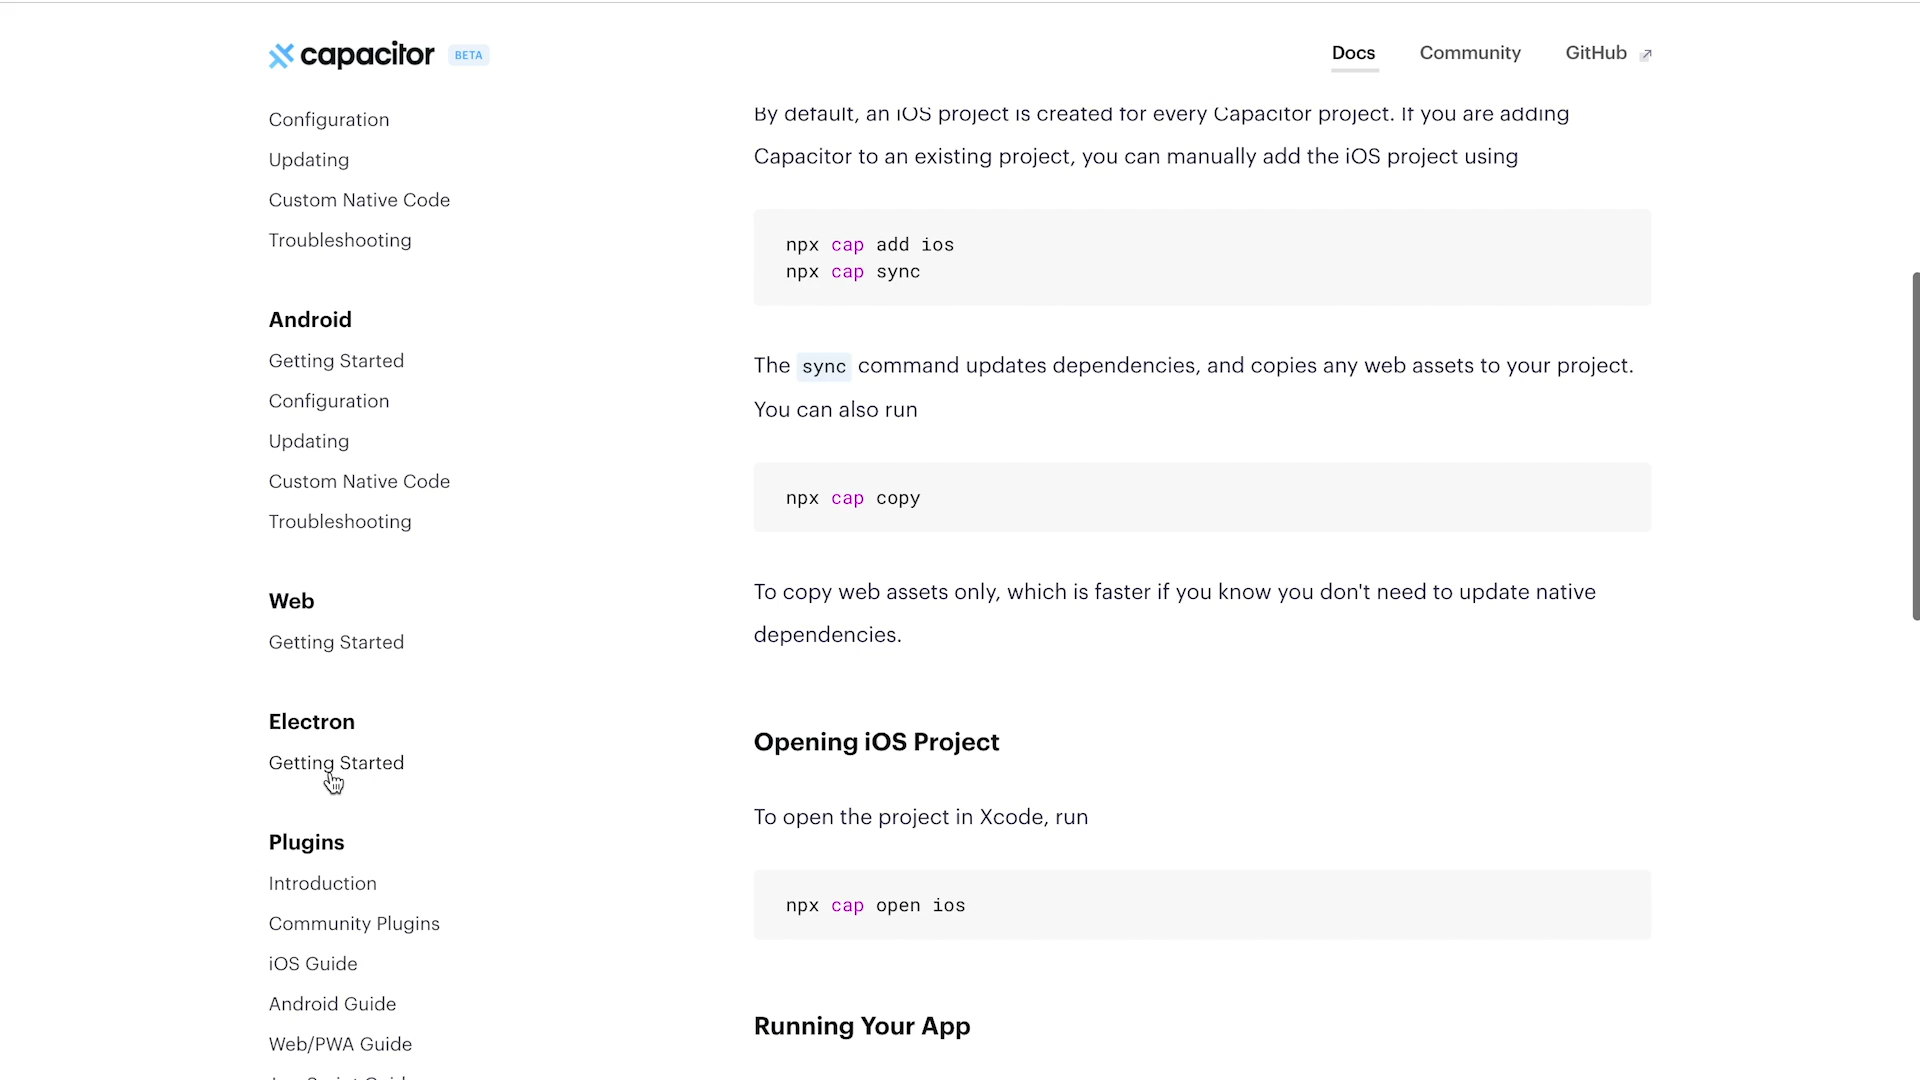 capacitor BETA
Docs
Community
GitHub
Configuration
Updating
Custom Native Code
Troubleshooting
Android
Getting Started
Configuration
Updating
Custom Native Code
Troubleshooting
Web
Getting Started
Electron
Getting Started
Plugins
Introduction
Community Plugins
iOS Guide
Android Guide
Web/PWA Guide
By default, an iOS project is created for every Capacitor project. If you are adding
Capacitor to an existing project, you can manually add the iOS project using
npx cap add ios
npx cap sync
The sync command updates dependencies, and copies any web assets to your project.
You can also run
npx cap copy
To copy web assets only, which is faster if you know you don't need to update native
dependencies.
Opening iOS Project
To open the project in Xcode, run
npx cap open ios
Running Your App